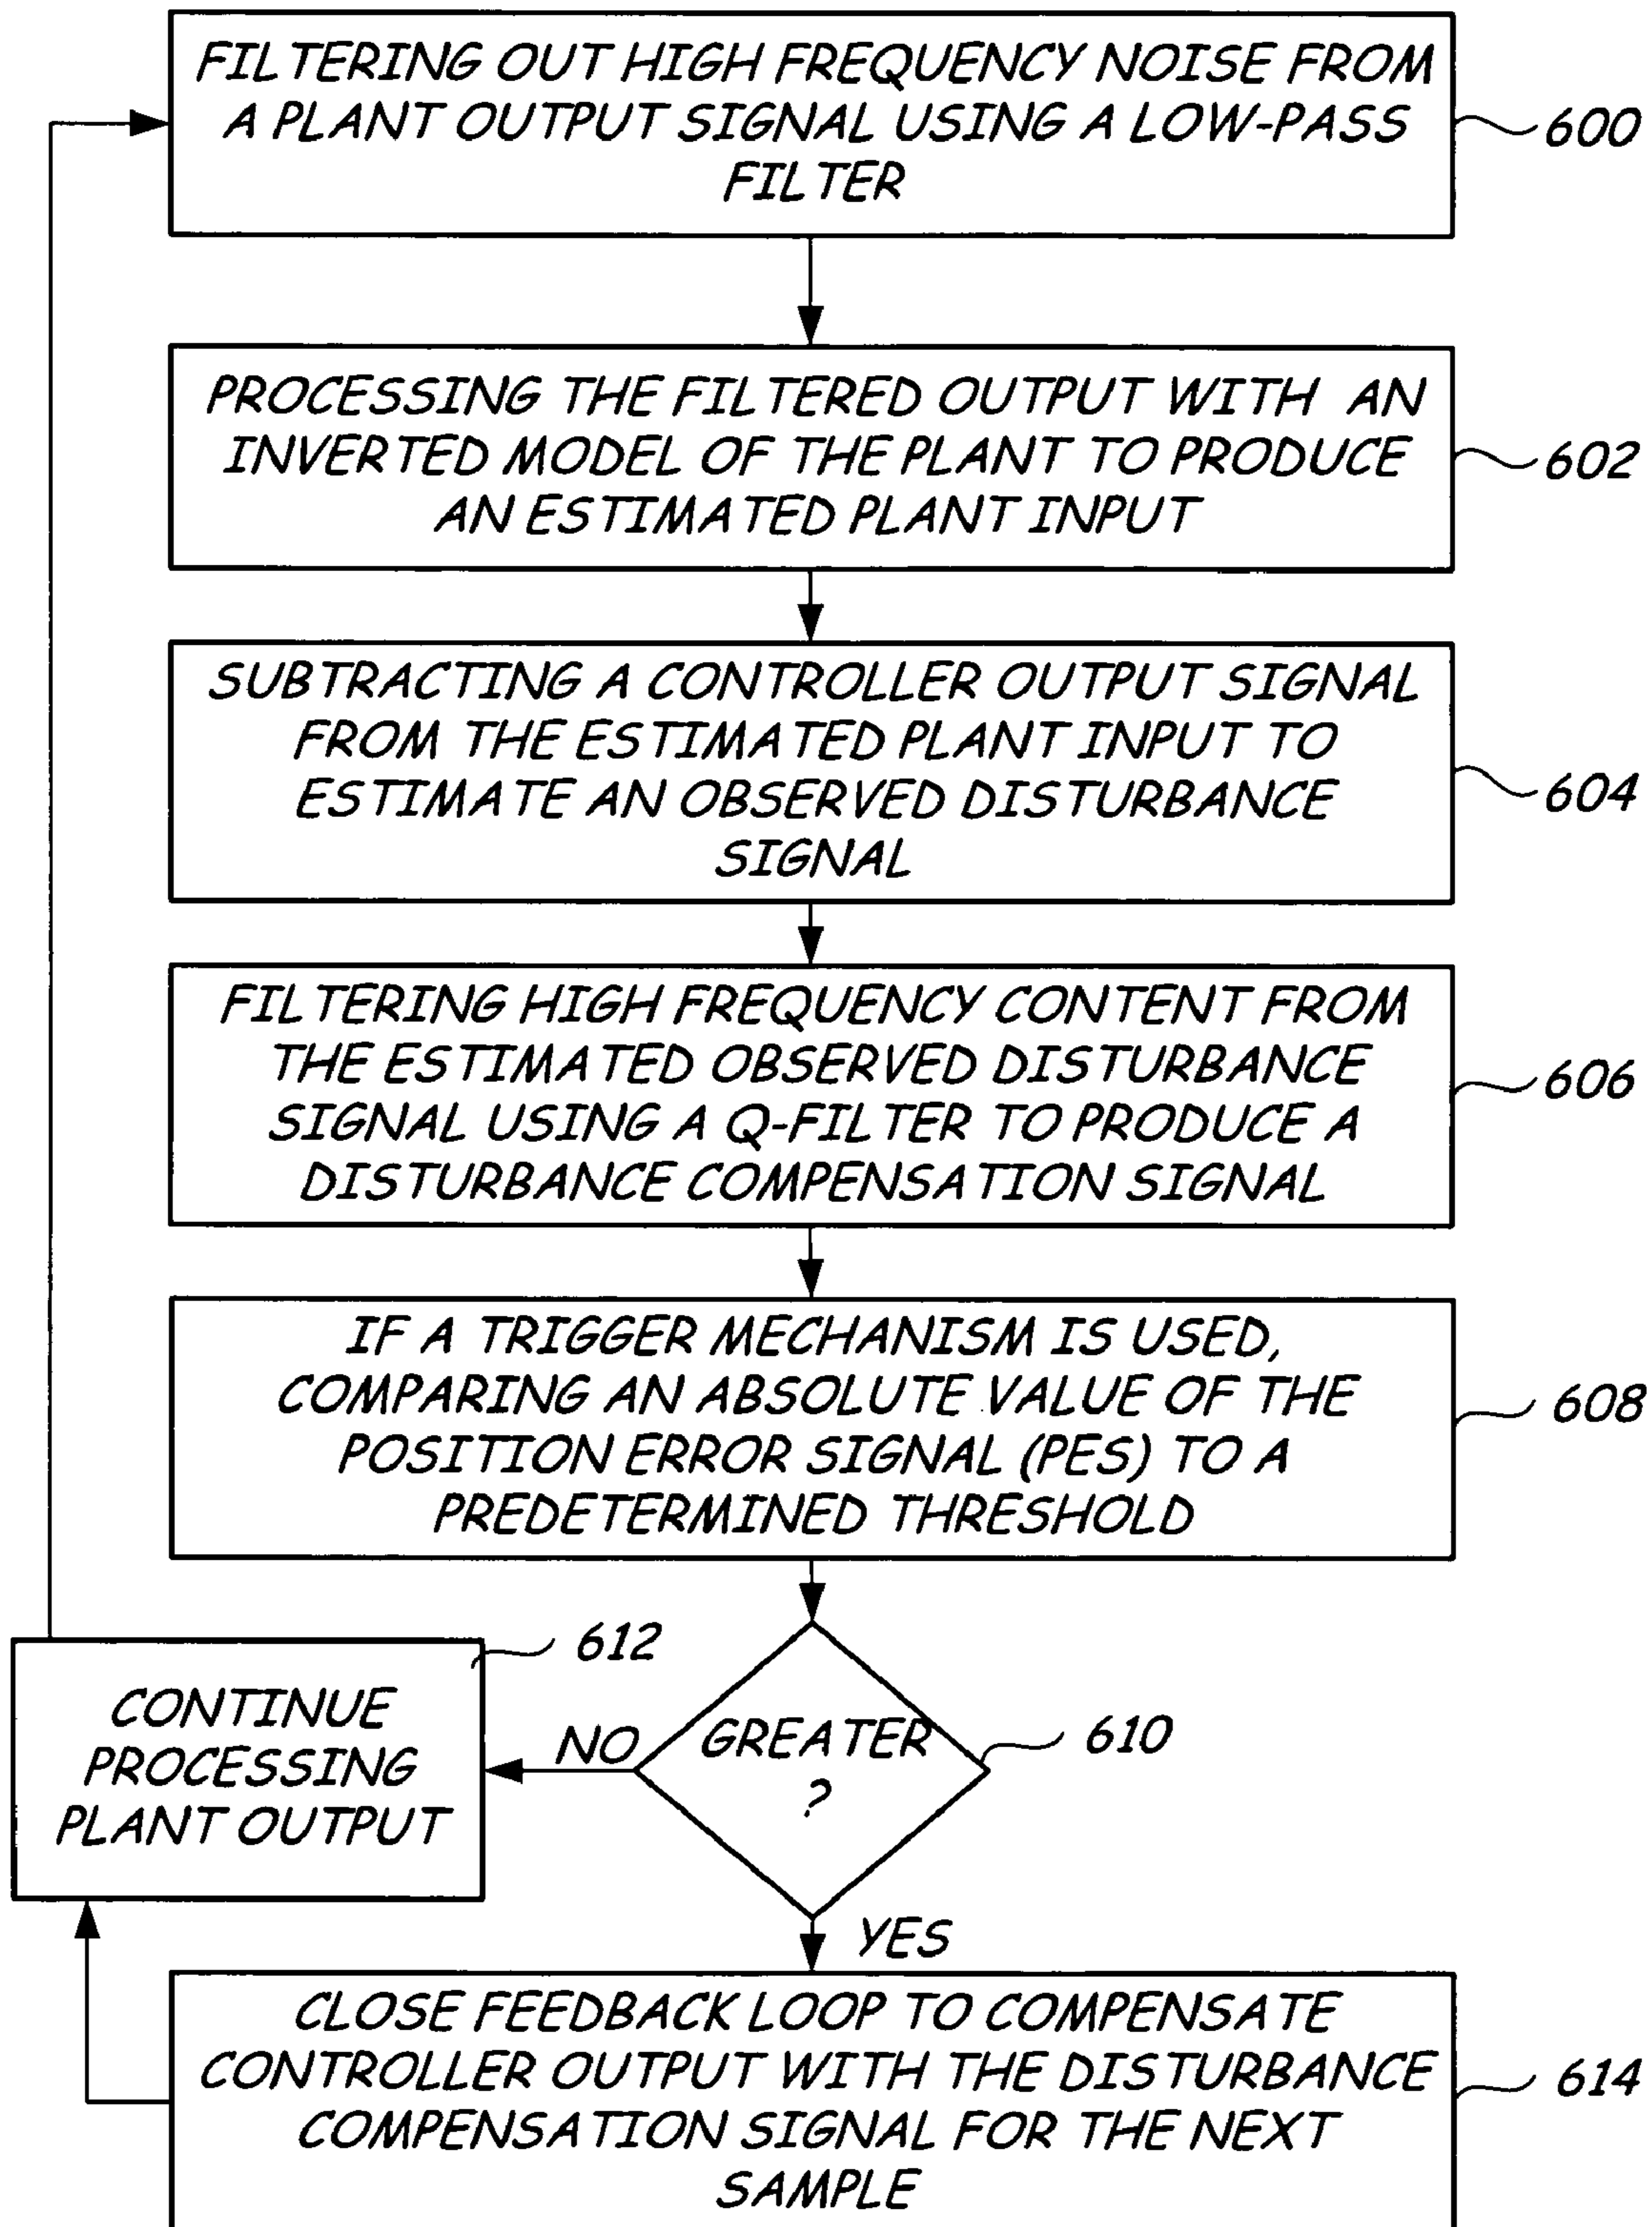 FILTERING OUT HIGH FREQUENCY NOISE FROM
A PLANT OUTPUT SIGNAL USING A LOW-PASS
FILTER
600
PROCESSING THE FILTERED OUTPUT WITH AN
INVERTED MODEL OF THE PLANT TO PRODUCE
AN ESTIMATED PLANT INPUT
602
SUBTRACTING A CONTROLLER OUTPUT SIGNAL
FROM THE ESTIMATED PLANT INPUT TO
ESTIMATE AN OBSERVED DISTURBANCE
SIGNAL
604
FILTERING HIGH FREQUENCY CONTENT FROM
THE ESTIMATED OBSERVED DISTURBANCE
SIGNAL USING A Q-FILTER TO PRODUCE A
DISTURBANCE COMPENSATION SIGNAL
606
IF A TRIGGER MECHANISM IS USED,
COMPARING AN ABSOLUTE VALUE OF THE
POSITION ERROR SIGNAL (PES) TO A
PREDETERMINED THRESHOLD
608
612
CONTINUE
PROCESSING
PLANT OUTPUT
NO
GREATER
?
610
YES
CLOSE FEEDBACK LOOP TO COMPENSATE
CONTROLLER OUTPUT WITH THE DISTURBANCE
COMPENSATION SIGNAL FOR THE NEXT
SAMPLE
614